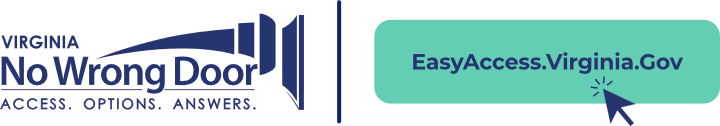 VIRGINIA
No Wrong Door
ACCESS. OPTIONS. ANSWERS.
EasyAccess.Virginia.Gov